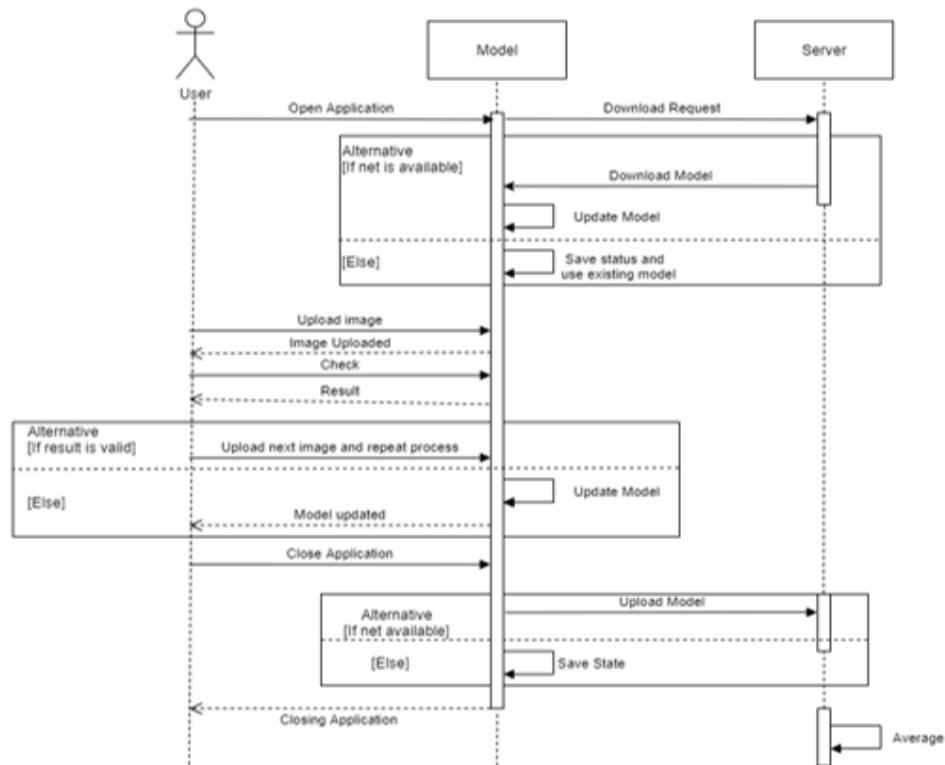 Model
Server
User
Open Application
Download Request
Alternative
[If net is available]
Download Model
Update Model
[Else]
Save status and
use existing model
Upload image
Image Uploaded
Check
Result
Alternative
[If result is valid]
Upload next image and repeat process
Update Model
[Else]
Model updated
Close Application
Upload Model
Alternative
[If net available]
[Else]
Save State
Closing Application
Average